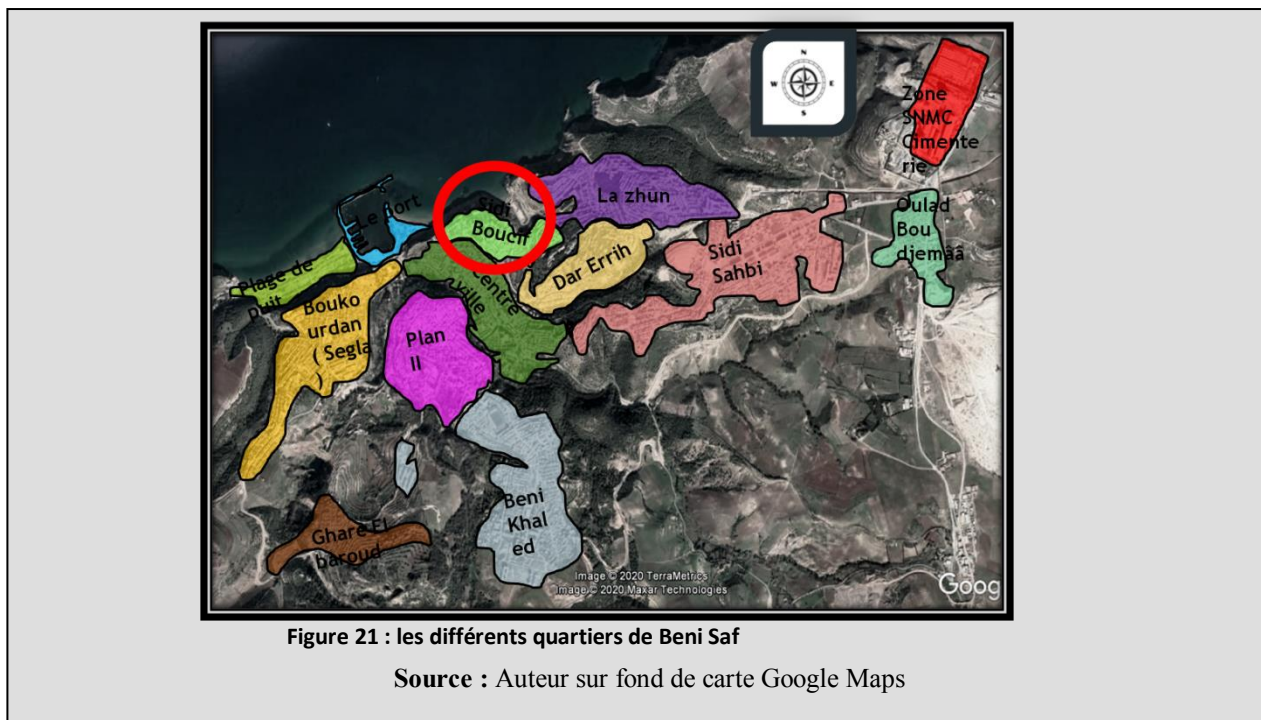 N
W E
S
Zone
SNMC
Cimente
rie
La zhun
Sidi
Boucif
Le port
Oulad
Bou
djemââ
Sidi
Sahbi
Dar Errih
Plage de
Puit
Centre
ville
Bouko
urdan
( Segla
)
Plan
II
Beni
Khal
ed
Ghare El
baroud
Image © 2020 TerraMetrics
Image © 2020 Maxar Technologies
Goog
Figure 21 : les différents quartiers de Beni Saf
Source : Auteur sur fond de carte Google Maps